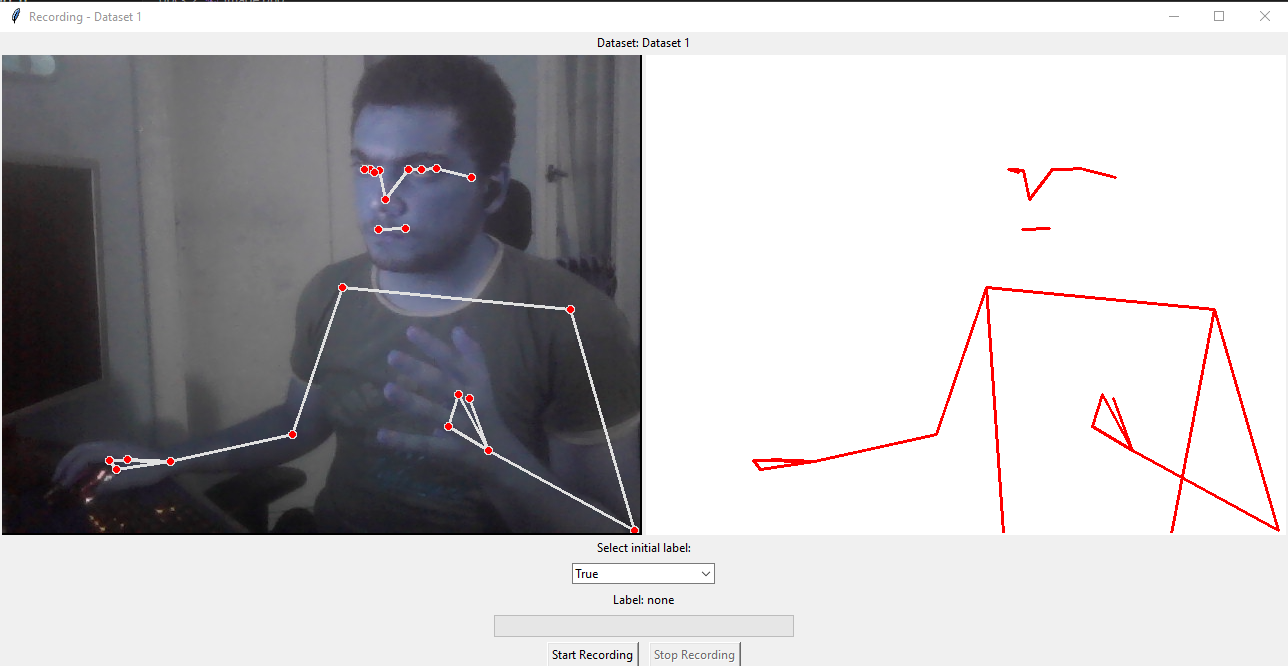 Recording - Dataset 1
Dataset: Dataset 1
Select initial label:
True
Label: none
Start Recording Stop Recording